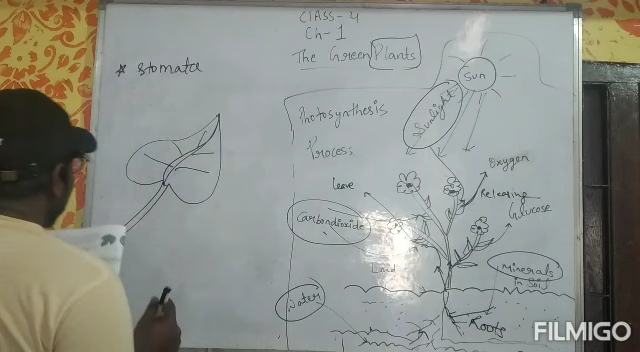 CLASS-4
Ch-1
The Green Plants
* Stomata
Sun
Sunlight
Photosynthesis
Process
Oxygen
Releasing
Glucose
Leave
Carbondioxide
Minerals
in Soil
Water
Roots
FILMIGO